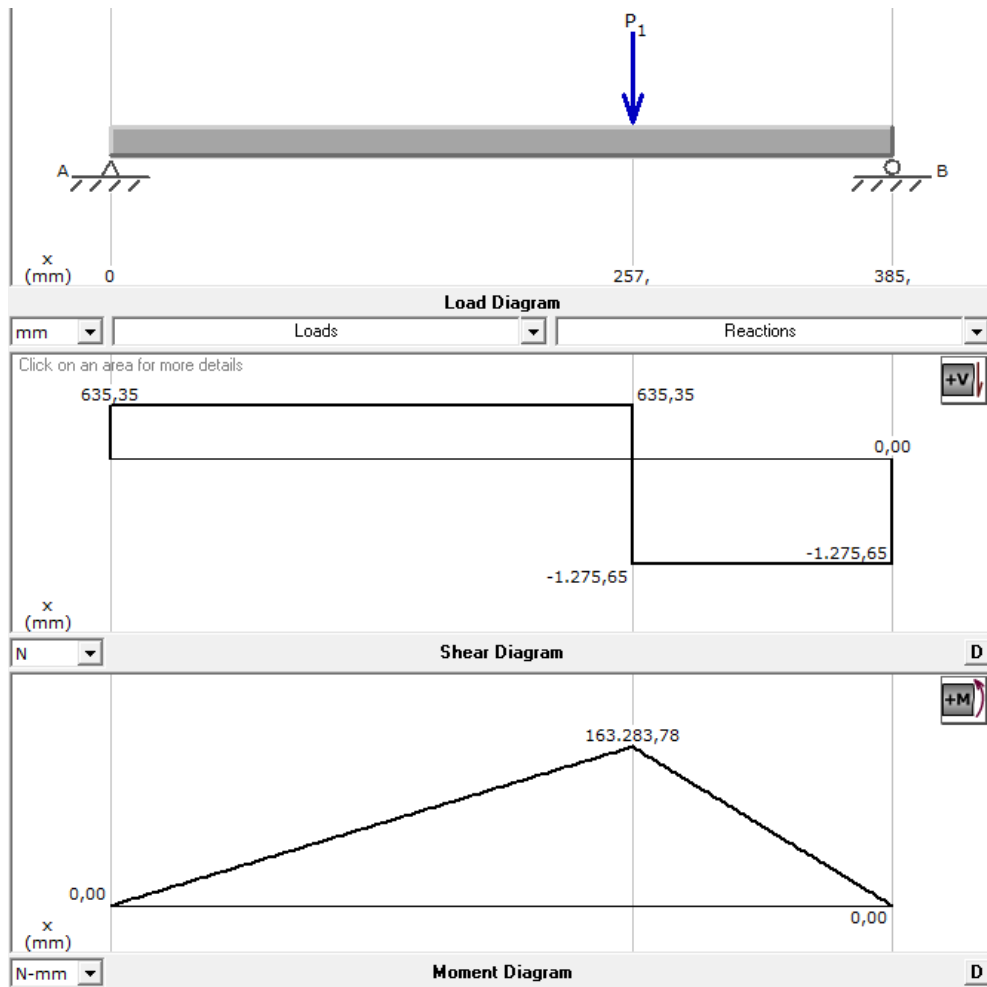 P1
A
B
x
(mm)
0
257,
385,
Load Diagram
mm
Loads
Reactions
Click on an area for more details
+V
635,35
635,35
0,00
-1.275,65
-1.275,65
x
(mm)
N
Shear Diagram
D
+M
163.283,78
0,00
0,00
x
(mm)
N-mm
Moment Diagram
D